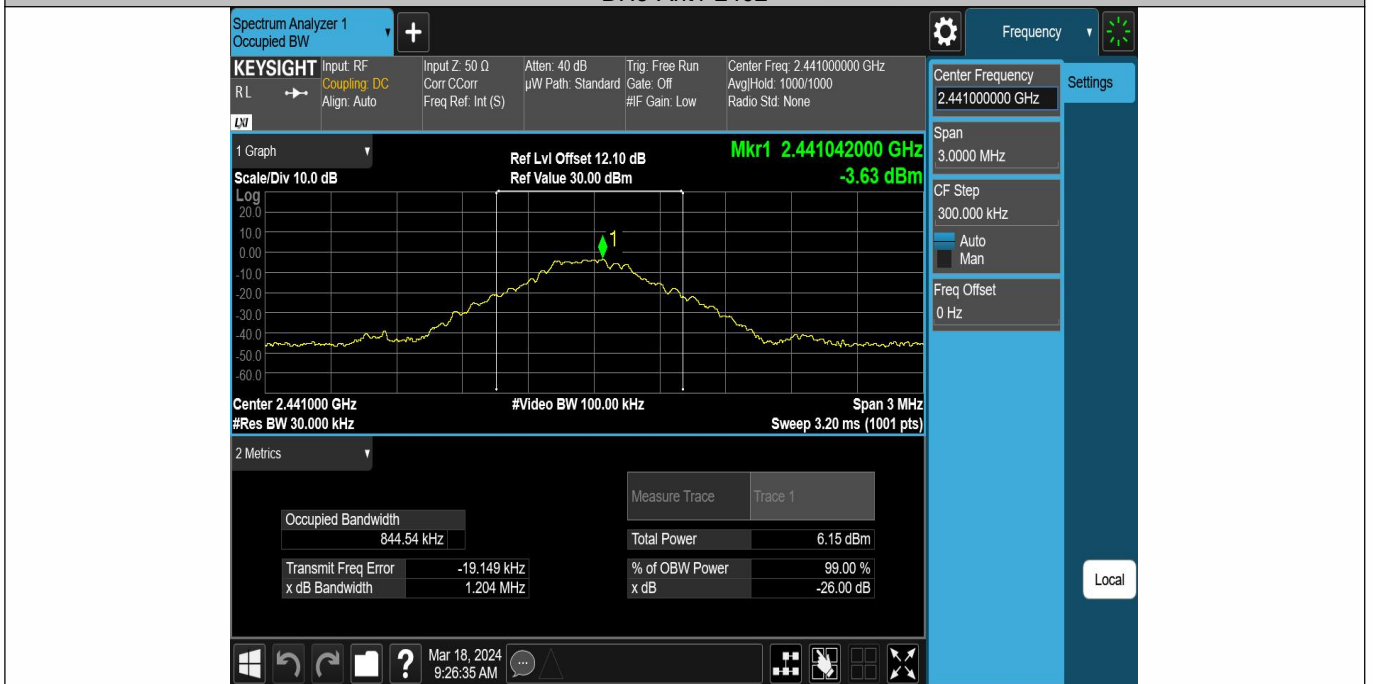 Spectrum Analyzer 1
Occupied BW
+
Frequency
KEYSIGHT
RL
LXI
Input: RF
Coupling: DC
Align: Auto
Input Z: 50 Ω
Corr CCorr
Freq Ref: Int (S)
Atten: 40 dB
µW Path: Standard
Trig: Free Run
Gate: Off
#IF Gain: Low
Center Freq: 2.441000000 GHz
Avg|Hold: 1000/1000
Radio Std: None
Center Frequency
2.441000000 GHz
Settings
Span
3.0000 MHz
CF Step
300.000 kHz
Auto
Man
Freq Offset
0 Hz
Local
1 Graph
Scale/Div 10.0 dB
Ref Lvl Offset 12.10 dB
Ref Value 30.00 dBm
Mkr1 2.441042000 GHz
-3.63 dBm
Log
20.0
10.0
0.00
-10.0
-20.0
-30.0
-40.0
-50.0
-60.0
1
Center 2.441000 GHz
#Video BW 100.00 kHz
Span 3 MHz
#Res BW 30.000 kHz
Sweep 3.20 ms (1001 pts)
2 Metrics
Measure Trace Trace 1
Occupied Bandwidth
844.54 kHz
Total Power 6.15 dBm
Transmit Freq Error -19.149 kHz
% of OBW Power 99.00 %
x dB Bandwidth 1.204 MHz
x dB -26.00 dB
?
Mar 18, 2024
9:26:35 AM